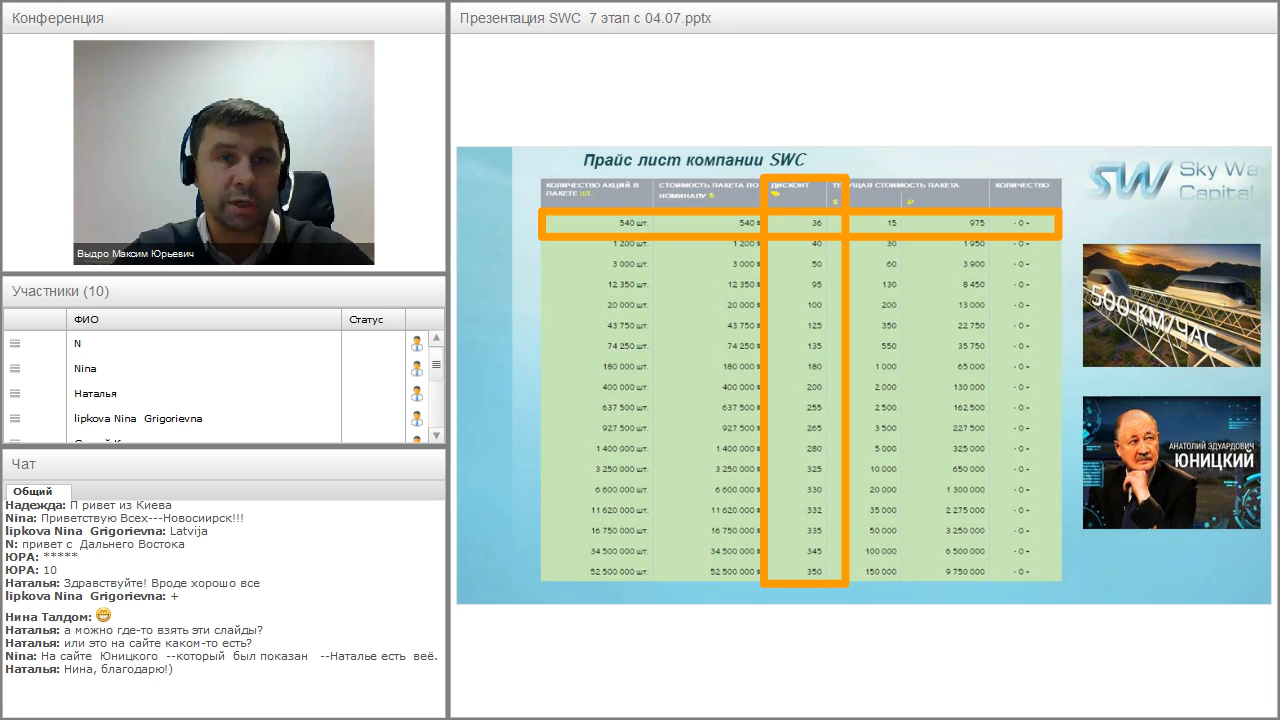 Конференция
Выдро Максим Юрьевич
Участники (10)
ФИО Статус
N
Nina
Наталья
lipkova Nina Grigorievna
Чат
Общий
Надежда: П ривет из Киева
Nina: Приветствую Всех---Новосиирск!!!
lipkova Nina Grigorievna: Latvija
N: привет с Дальнего Востока
ЮРА: *****
ЮРА: 10
Наталья: Здравствуйте! Вроде хорошо все
lipkova Nina Grigorievna: +
Нина Талдом:
Наталья: а можно где-то взять эти слайды?
Наталья: или это на сайте каком-то есть?
Nina: На сайте Юницкого --который был показан --Наталье есть веё.
Наталья: Нина, благодарю!)
Презентация SWC 7 этап с 04.07.pptx
Прайс лист компании SWC
КОЛИЧЕСТВО АКЦИЙ В ПАКЕТЕ ШТ. СТОИМОСТЬ ПАКЕТА ПО НОМИНАЛУ $ ДИСКОНТ ТЕКУЩАЯ СТОИМОСТЬ ПАКЕТА КОЛИЧЕСТВО
$ ₽
540 шт. 540 $ 36 15 975 - 0 +
1 200 шт. 1 200 $ 40 30 1 950 - 0 +
3 000 шт. 3 000 $ 50 60 3 900 - 0 +
12 350 шт. 12 350 $ 95 130 8 450 - 0 +
20 000 шт. 20 000 $ 100 200 13 000 - 0 +
43 750 шт. 43 750 $ 125 350 22 750 - 0 +
74 250 шт. 74 250 $ 135 550 35 750 - 0 +
180 000 шт. 180 000 $ 180 1 000 65 000 - 0 +
400 000 шт. 400 000 $ 200 2 000 130 000 - 0 +
637 500 шт. 637 500 $ 255 2 500 162 500 - 0 +
927 500 шт. 927 500 $ 265 3 500 227 500 - 0 +
1 400 000 шт. 1 400 000 $ 280 5 000 325 000 - 0 +
3 250 000 шт. 3 250 000 $ 325 10 000 650 000 - 0 +
6 600 000 шт. 6 600 000 $ 330 20 000 1 300 000 - 0 +
11 620 000 шт. 11 620 000 $ 332 35 000 2 275 000 - 0 +
16 750 000 шт. 16 750 000 $ 335 50 000 3 250 000 - 0 +
34 500 000 шт. 34 500 000 $ 345 100 000 6 500 000 - 0 +
52 500 000 шт. 52 500 000 $ 350 150 000 9 750 000 - 0 +
SW Sky Wa
Capital
500 КМ/ЧАС
АНАТОЛИЙ ЭДУАРДОВИЧ
ЮНИЦКИЙ